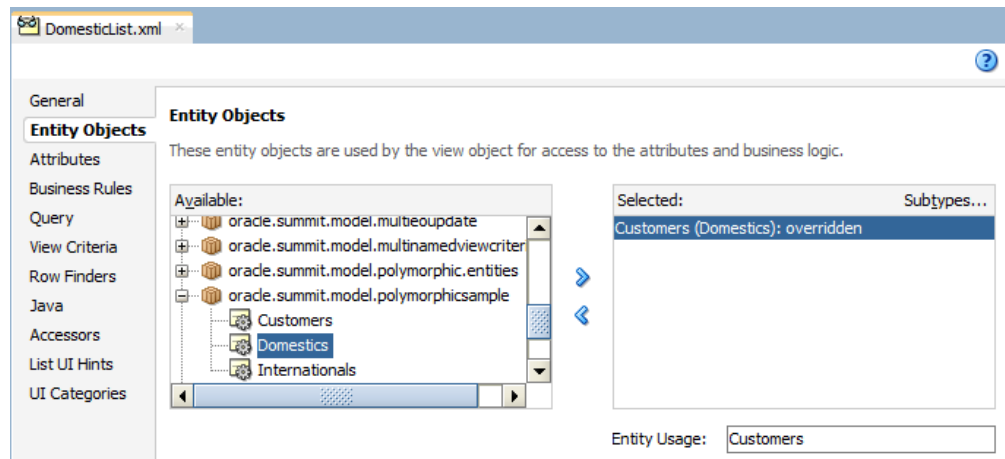 DomesticList.xml
General
Entity Objects
Attributes
Business Rules
Query
View Criteria
Row Finders
Java
Accessors
List UI Hints
UI Categories
Entity Objects
These entity objects are used by the view object for access to the attributes and business logic.
Available:
oracle.summit.model.multieoupdate
oracle.summit.model.multinamedviewcriter
oracle.summit.model.polymorphic.entities
oracle.summit.model.polymorphicsample
Customers
Domestics
Internationals
Selected: Subtypes...
Customers (Domestics): overridden
Entity Usage: Customers